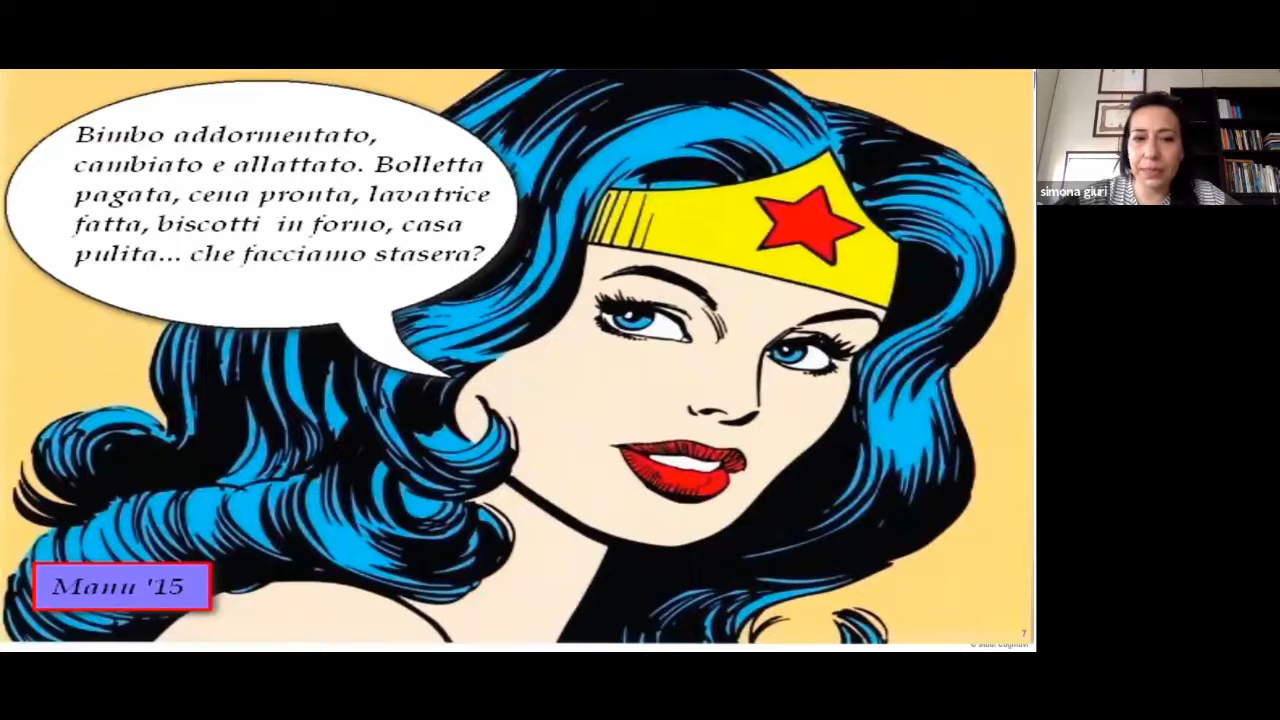 Bimbo addormentato,
cambiato e allattato. Bolletta
pagata, cena pronta, lavatrice
fatta, biscotti in forno, casa
pulita... che facciamo stasera?
simona giuri
Manu '15
7